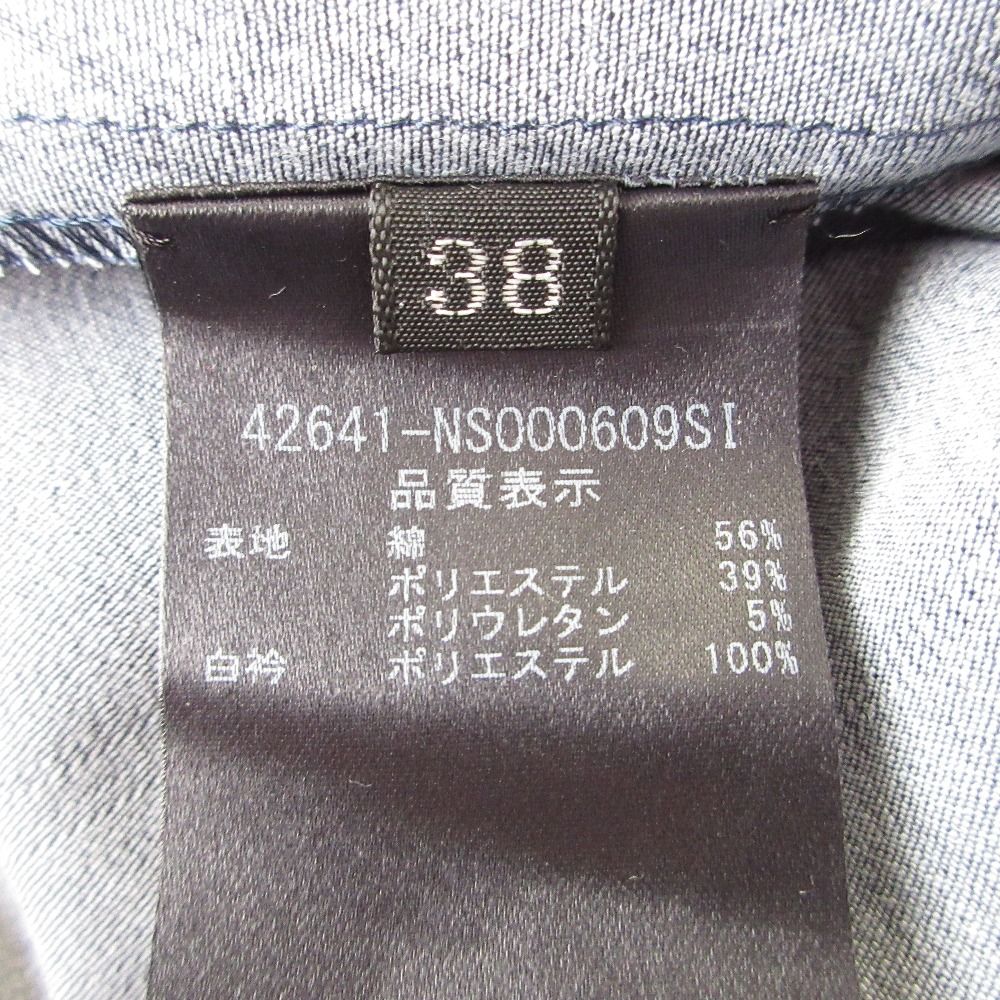 38
42641-NS000609SI
品質表示
表地 綿 56%
ポリエステル 39%
ポリウレタン 5%
白衿 ポリエステル 100%